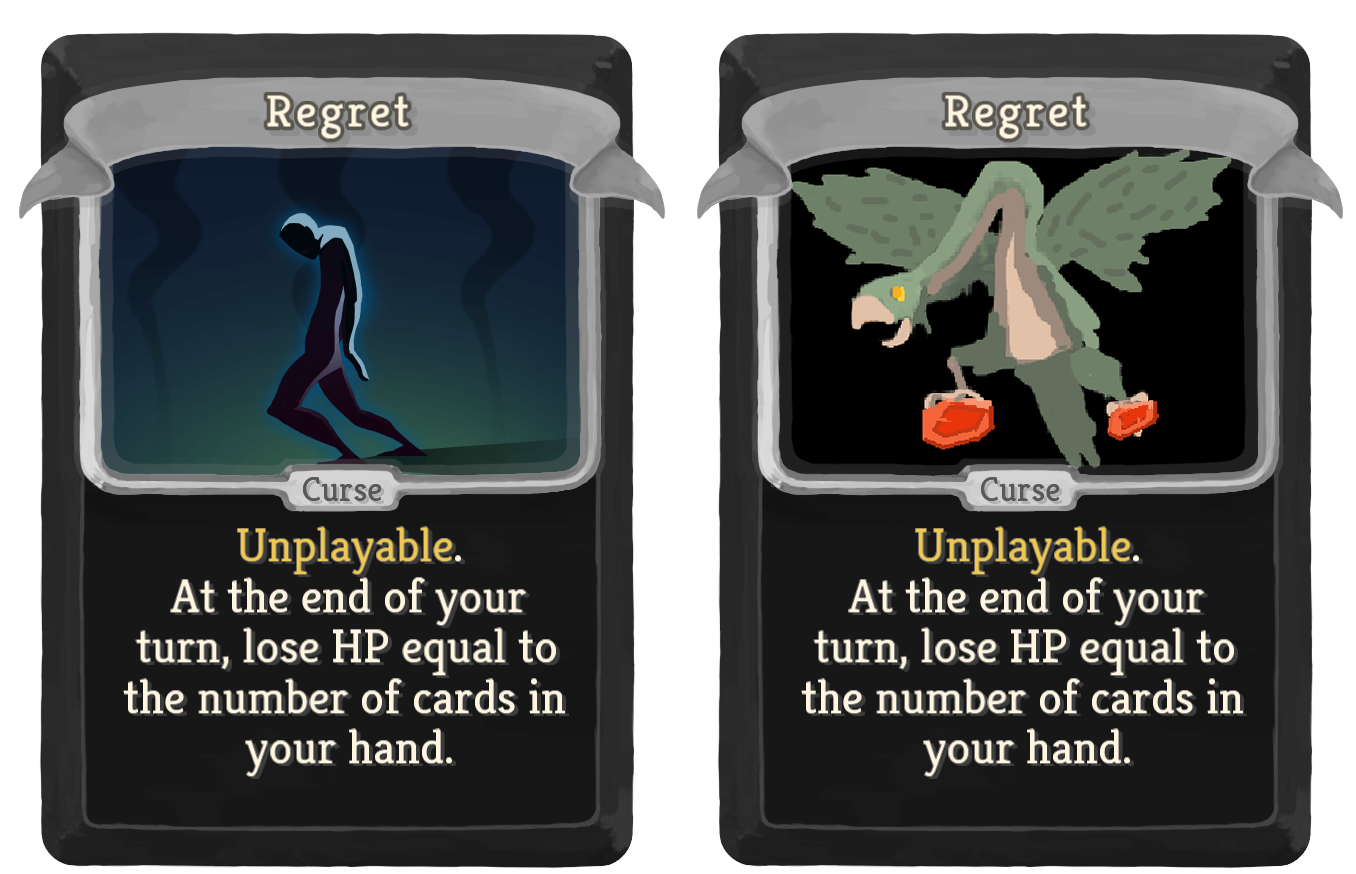 Regret
Curse
Unplayable.
At the end of your
turn, lose HP equal to
the number of cards in
your hand.
Regret
Curse
Unplayable.
At the end of your
turn, lose HP equal to
the number of cards in
your hand.